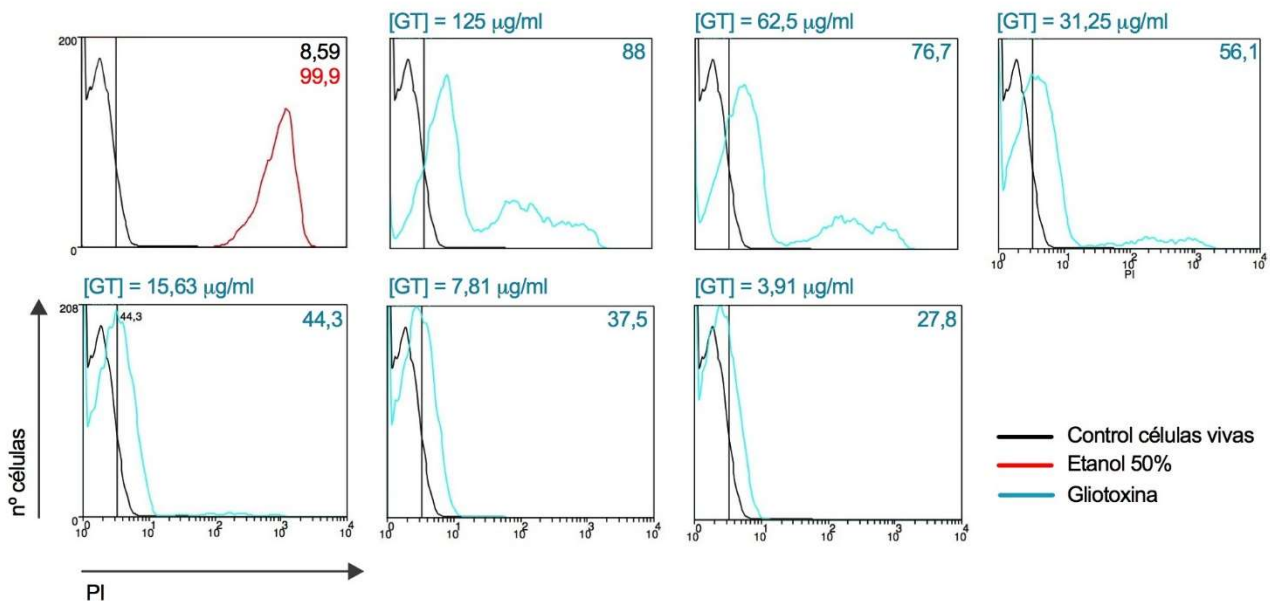 [GT] = 125 µg/ml
[GT] = 62,5 µg/ml
[GT] = 31,25 µg/ml
200
8,59
99,9
0
88
76,7
56,1
10⁰ 10¹ 10² 10³ 10⁴
PI
[GT] = 15,63 µg/ml
[GT] = 7,81 µg/ml
[GT] = 3,91 µg/ml
208
44,3
44,3
37,5
27,8
0
10⁰ 10¹ 10² 10³ 10⁴
10⁰ 10¹ 10² 10³ 10⁴
10⁰ 10¹ 10² 10³ 10⁴
nº células
PI
Control células vivas
Etanol 50%
Gliotoxina